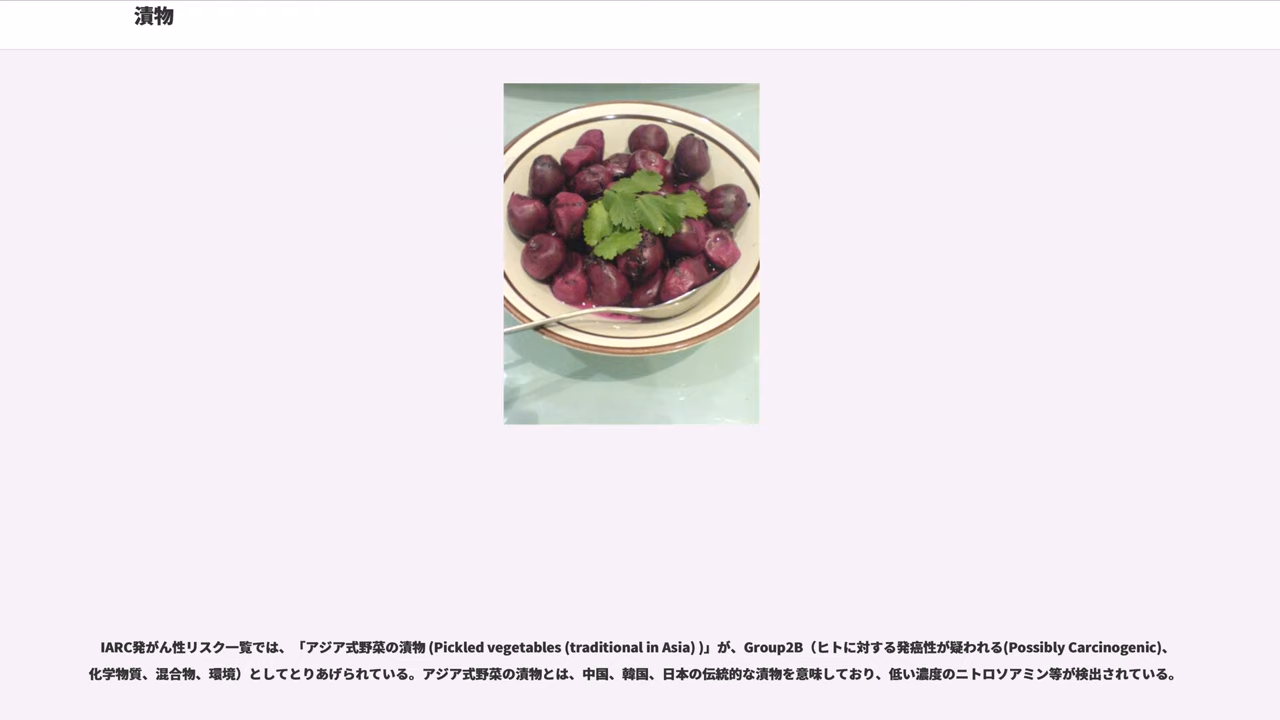 漬物
IARC発がん性リスク一覧では、「アジア式野菜の漬物 (Pickled vegetables (traditional in Asia) )」が、Group2B（ヒトに対する発癌性が疑われる(Possibly Carcinogenic)、
化学物質、混合物、環境）としてとりあげられている。アジア式野菜の漬物とは、中国、韓国、日本の伝統的な漬物を意味しており、低い濃度のニトロソアミン等が検出されている。